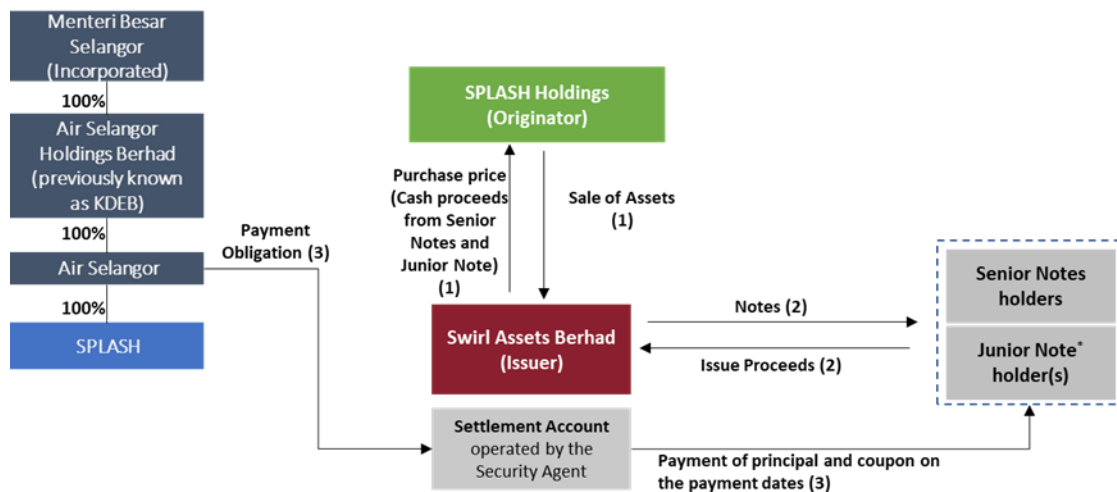 Menteri Besar
Selangor
(Incorporated)
100%
Air Selangor
Holdings Berhad
(previously known
as KDEB)
100%
Air Selangor
100%
SPLASH
Payment
Obligation (3)
SPLASH Holdings
(Originator)
Purchase price
(Cash proceeds
from Senior
Notes and
Junior Note)
(1)
Sale of Assets
(1)
Swirl Assets Berhad
(Issuer)
Notes (2)
Issue Proceeds (2)
Senior Notes
holders
Junior Note*
holder(s)
Settlement Account
operated by the
Security Agent
Payment of principal and coupon on
the payment dates (3)